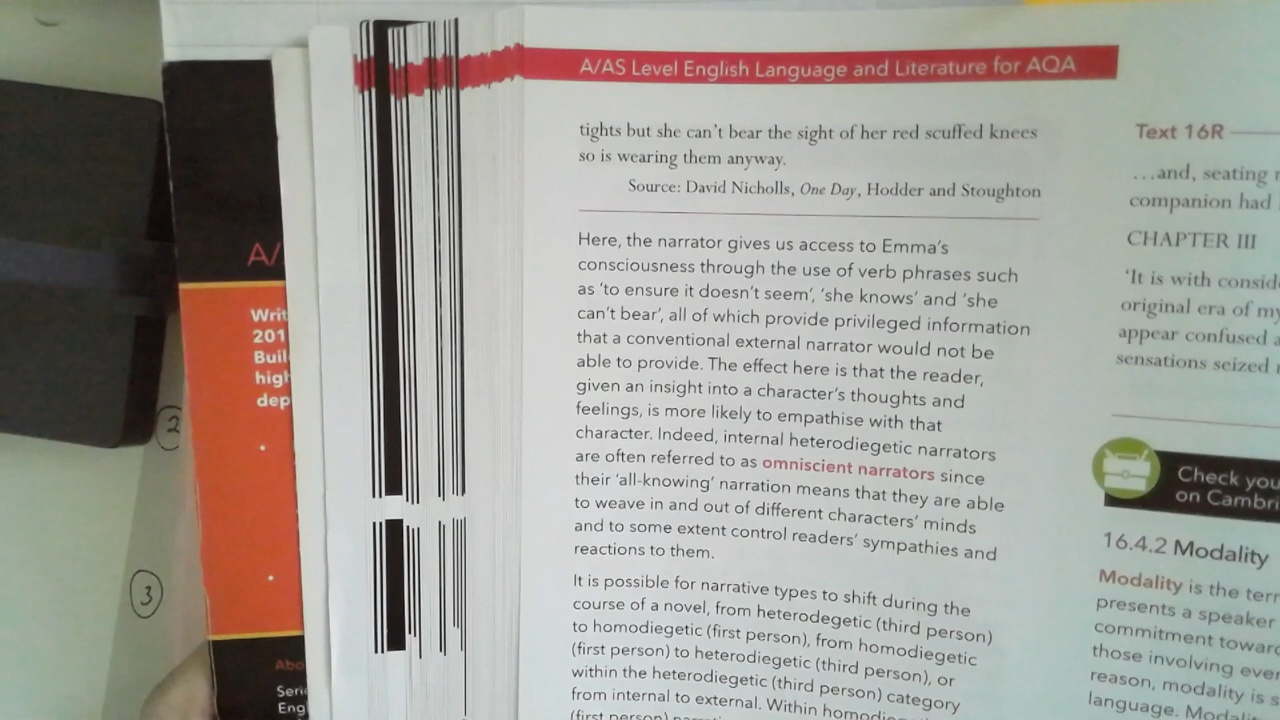 A/AS Level English Language and Literature for AQA
tights but she can't bear the sight of her red scuffed knees
so is wearing them anyway.
Source: David Nicholls, One Day, Hodder and Stoughton
Here, the narrator gives us access to Emma's
consciousness through the use of verb phrases such
as 'to ensure it doesn't seem', 'she knows' and 'she
can't bear', all of which provide privileged information
that a conventional external narrator would not be
able to provide. The effect here is that the reader,
given an insight into a character's thoughts and
feelings, is more likely to empathise with that
character. Indeed, internal heterodiegetic narrators
are often referred to as omniscient narrators since
their 'all-knowing' narration means that they are able
to weave in and out of different characters' minds
and to some extent control readers' sympathies and
reactions to them.
It is possible for narrative types to shift during the
course of a novel, from heterodegetic (third person)
to homodiegetic (first person), from homodiegetic
(first person) to heterodiegetic (third person), or
within the heterodiegetic (third person) category
from internal to external. Within
(first person)
Text 16R
...and, seating
companion had
CHAPTER III
'It is with
original era of my
appear confused
sensations seized
Check you
on
16.4.2 Modality
Modality is the
presents a speaker
commitment
those involving
reason, modality is
language.
A/
201
2
3